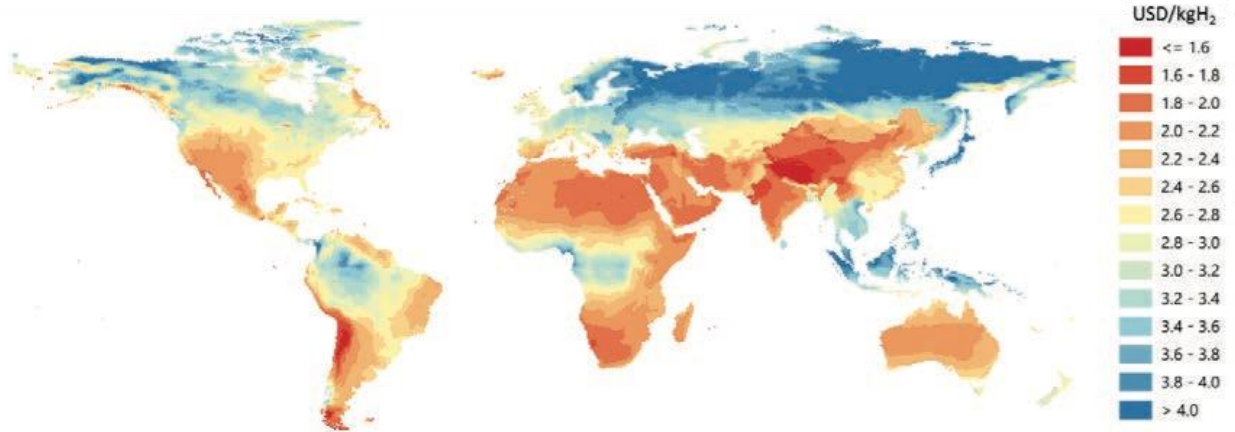 USD/kgH₂
<= 1.6
1.6 - 1.8
1.8 - 2.0
2.0 - 2.2
2.2 - 2.4
2.4 - 2.6
2.6 - 2.8
2.8 - 3.0
3.0 - 3.2
3.2 - 3.4
3.4 - 3.6
3.6 - 3.8
3.8 - 4.0
> 4.0